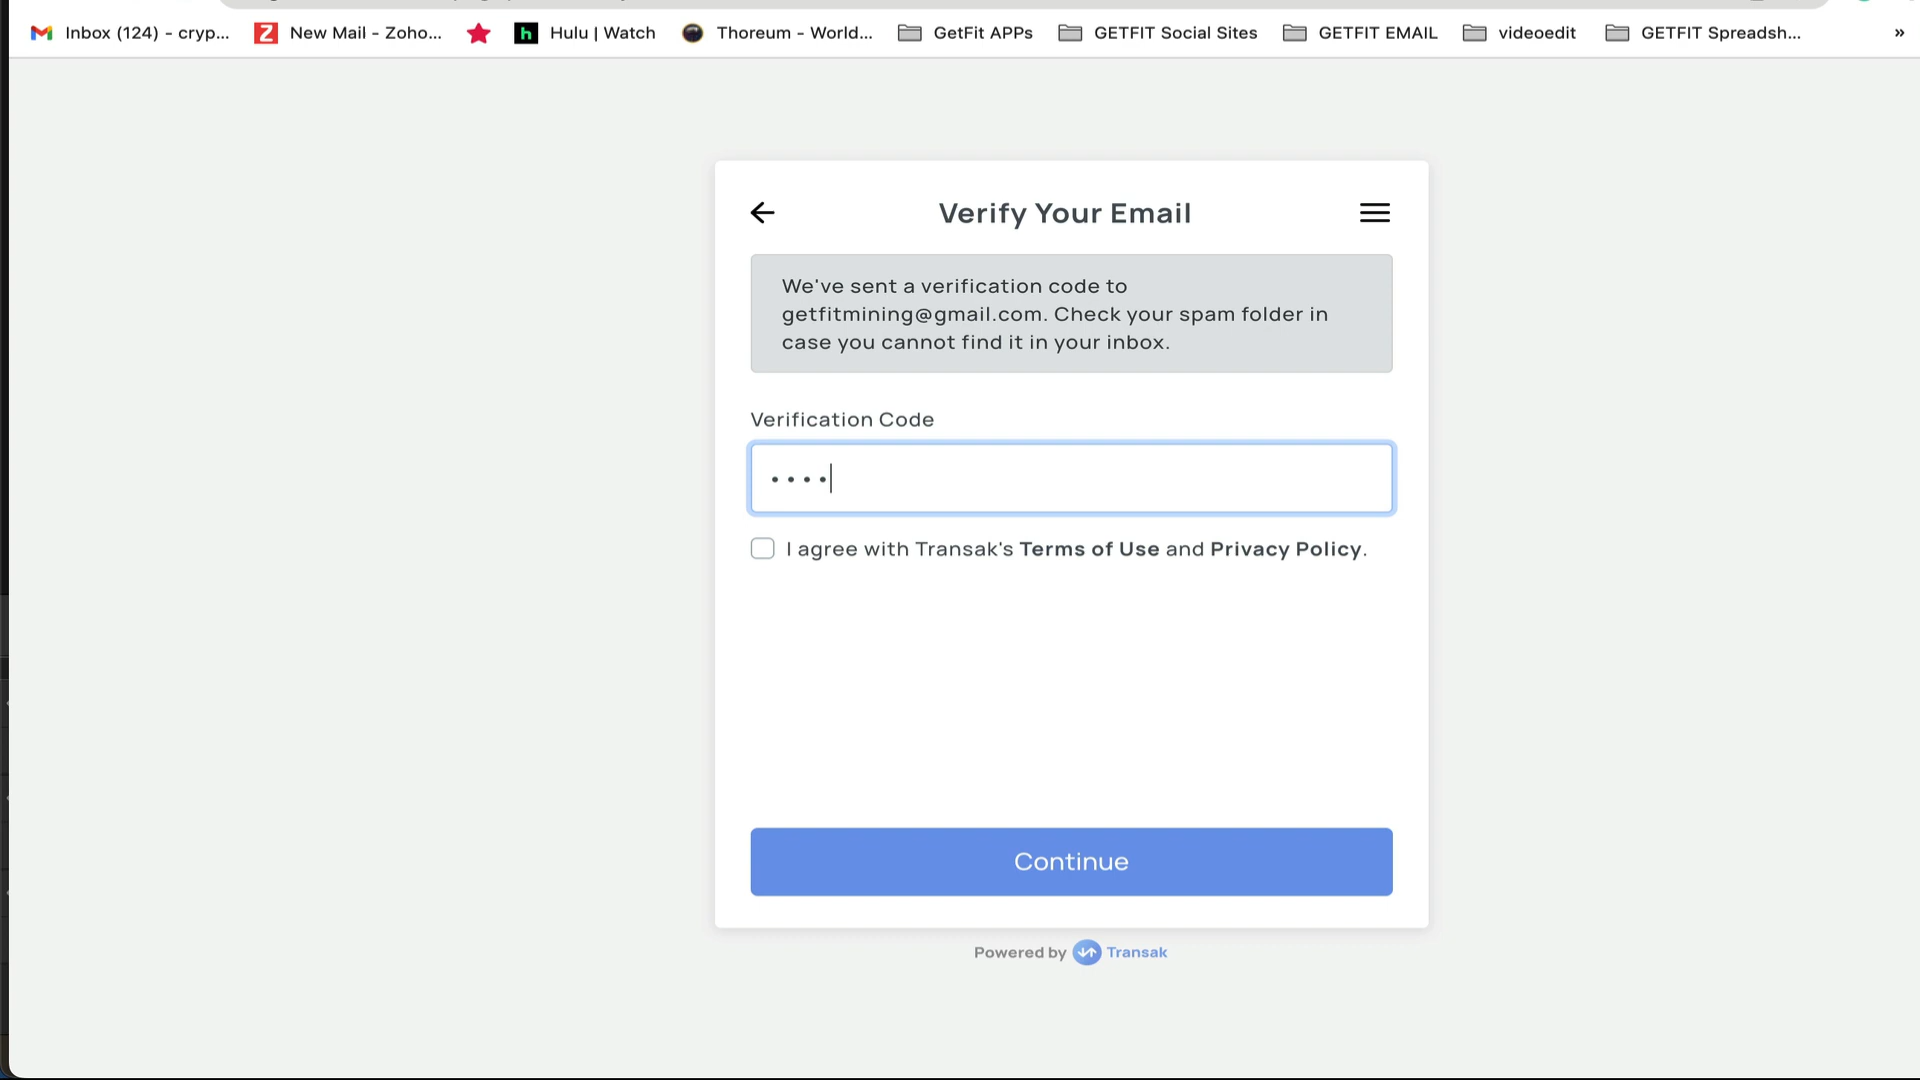 Inbox (124) - cryp...
New Mail - Zoho...
Hulu | Watch
Thoreum - World...
GetFit APPs
GETFIT Social Sites
GETFIT EMAIL
videoedit
GETFIT Spreadsh...
»
Verify Your Email
We've sent a verification code to
getfitmining@gmail.com. Check your spam folder in
case you cannot find it in your inbox.
Verification Code
••••
I agree with Transak's Terms of Use and Privacy Policy.
Continue
Powered by Transak